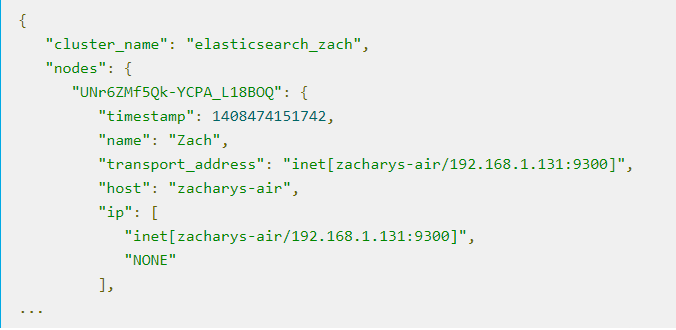 {
"cluster_name": "elasticsearch_zach",
"nodes": {
"UNr6ZMf5Qk-YCPA_L18BOQ": {
"timestamp": 1408474151742,
"name": "Zach",
"transport_address": "inet[zacharys-air/192.168.1.131:9300]",
"host": "zacharys-air",
"ip": [
"inet[zacharys-air/192.168.1.131:9300]",
"NONE"
],
...